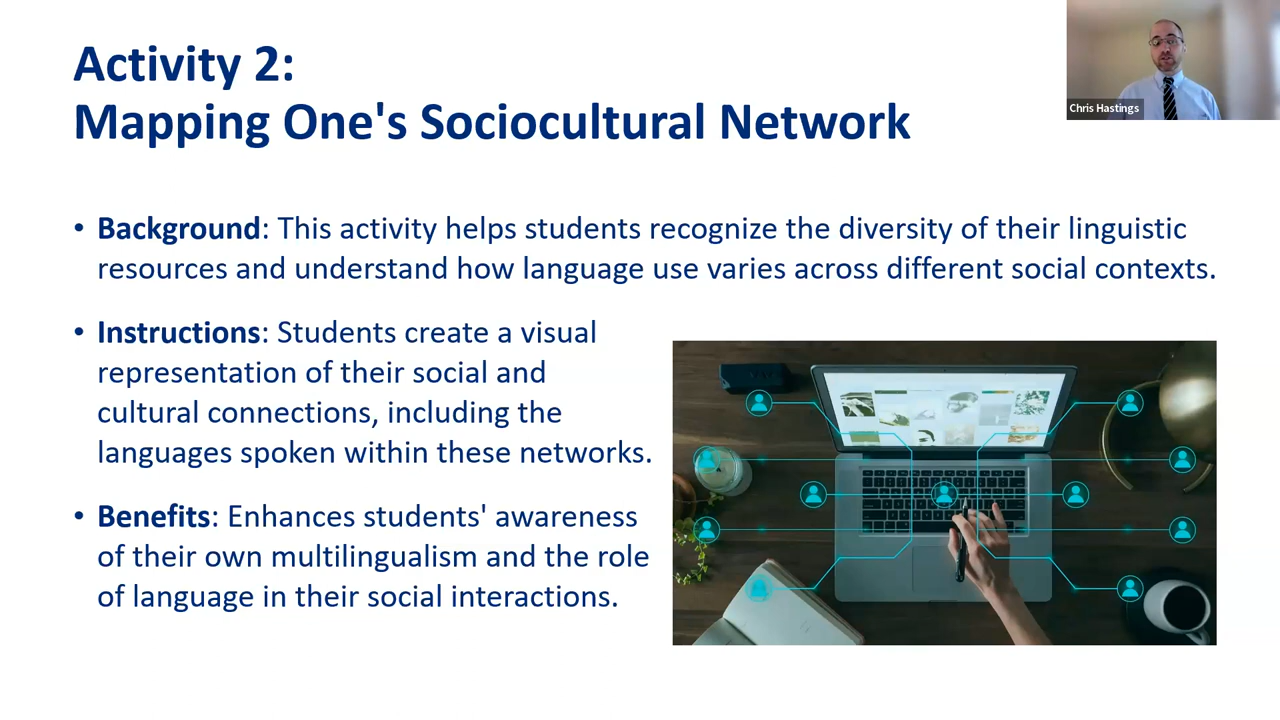 Activity 2:
Mapping One's Sociocultural Network
Chris Hastings
• Background: This activity helps students recognize the diversity of their linguistic
resources and understand how language use varies across different social contexts.
• Instructions: Students create a visual
representation of their social and
cultural connections, including the
languages spoken within these networks.
• Benefits: Enhances students' awareness
of their own multilingualism and the role
of language in their social interactions.